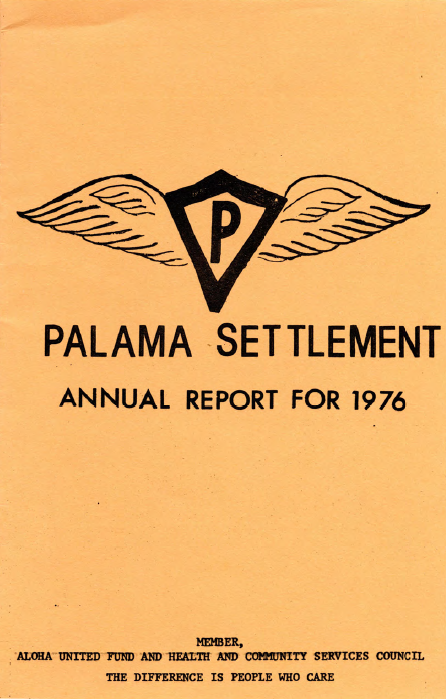 P
PALAMA SETTLEMENT
ANNUAL REPORT FOR 1976
MEMBER,
ALOHA UNITED FUND AND HEALTH AND COMMUNITY SERVICES COUNCIL
THE DIFFERENCE IS PEOPLE WHO CARE